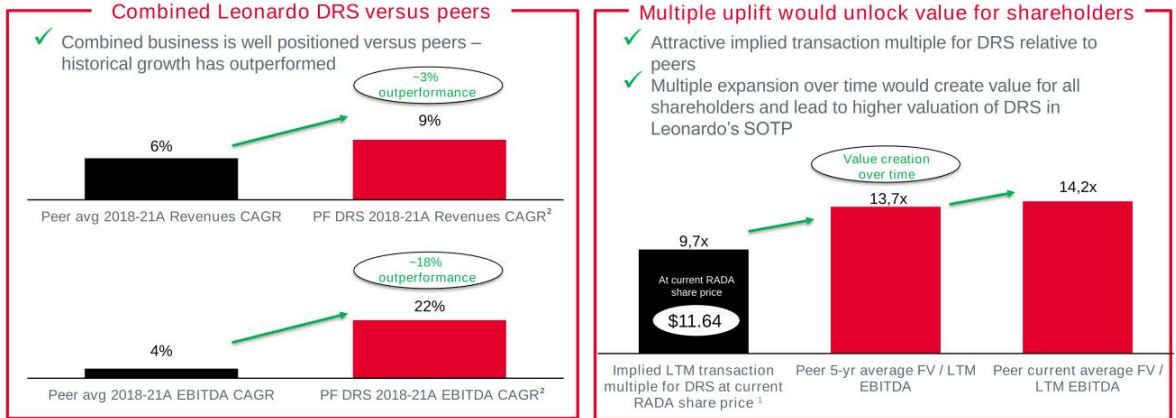 Combined Leonardo DRS versus peers
✓ Combined business is well positioned versus peers –
historical growth has outperformed
~3%
outperformance
9%
6%
Peer avg 2018-21A Revenues CAGR
PF DRS 2018-21A Revenues CAGR²
~18%
outperformance
22%
4%
Peer avg 2018-21A EBITDA CAGR
PF DRS 2018-21A EBITDA CAGR²
Multiple uplift would unlock value for shareholders
✓ Attractive implied transaction multiple for DRS relative to
peers
✓ Multiple expansion over time would create value for all
shareholders and lead to higher valuation of DRS in
Leonardo's SOTP
Value creation
over time
14,2x
13,7x
9,7x
At current RADA
share price
$11.64
Implied LTM transaction
multiple for DRS at current
RADA share price ¹
Peer 5-yr average FV / LTM
EBITDA
Peer current average FV /
LTM EBITDA